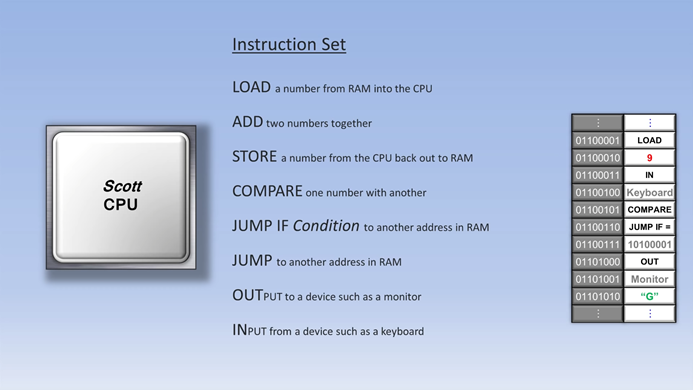 Instruction Set
LOAD a number from RAM into the CPU
ADD two numbers together
STORE a number from the CPU back out to RAM
COMPARE one number with another
JUMP IF Condition to another address in RAM
JUMP to another address in RAM
OUTPUT to a device such as a monitor
INPUT from a device such as a keyboard
Scott
CPU
⋮ ⋮
01100001 LOAD
01100010 9
01100011 IN
01100100 Keyboard
01100101 COMPARE
01100110 JUMP IF =
01100111 10100001
01101000 OUT
01101001 Monitor
01101010 “G”
⋮ ⋮